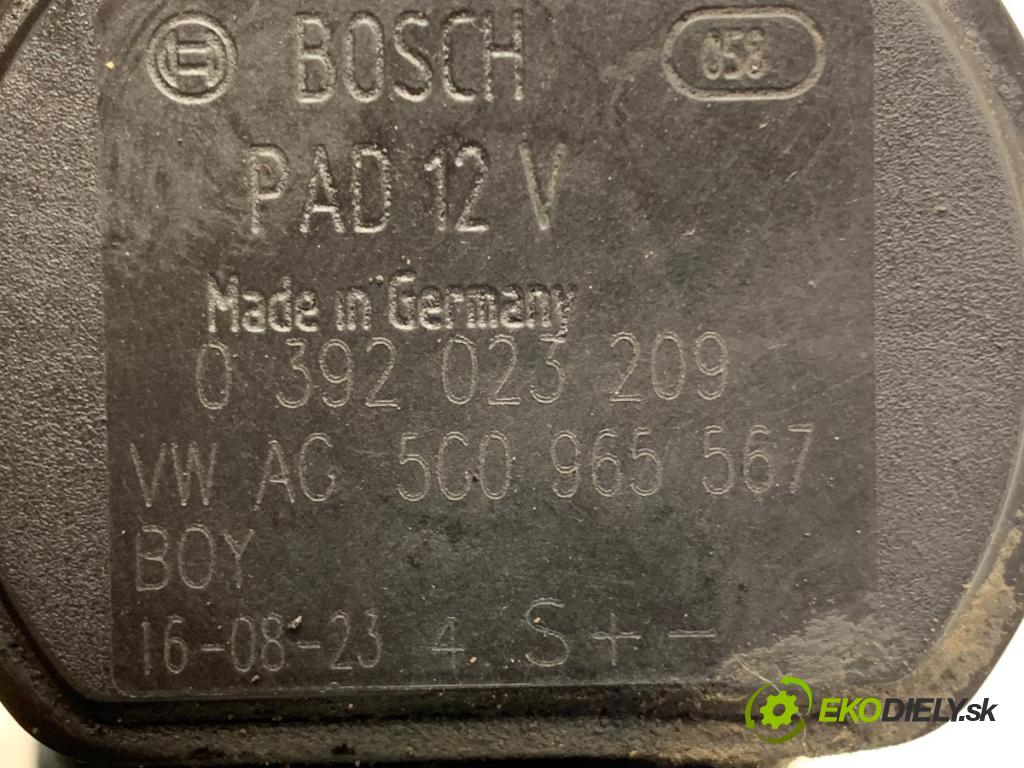 BOSCH 058
PAD 12 V
Made in Germany
0 392 023 209
VW AG 5G0 965 567
BOY
16-08-23 4 S + -
EKODIELY.sk